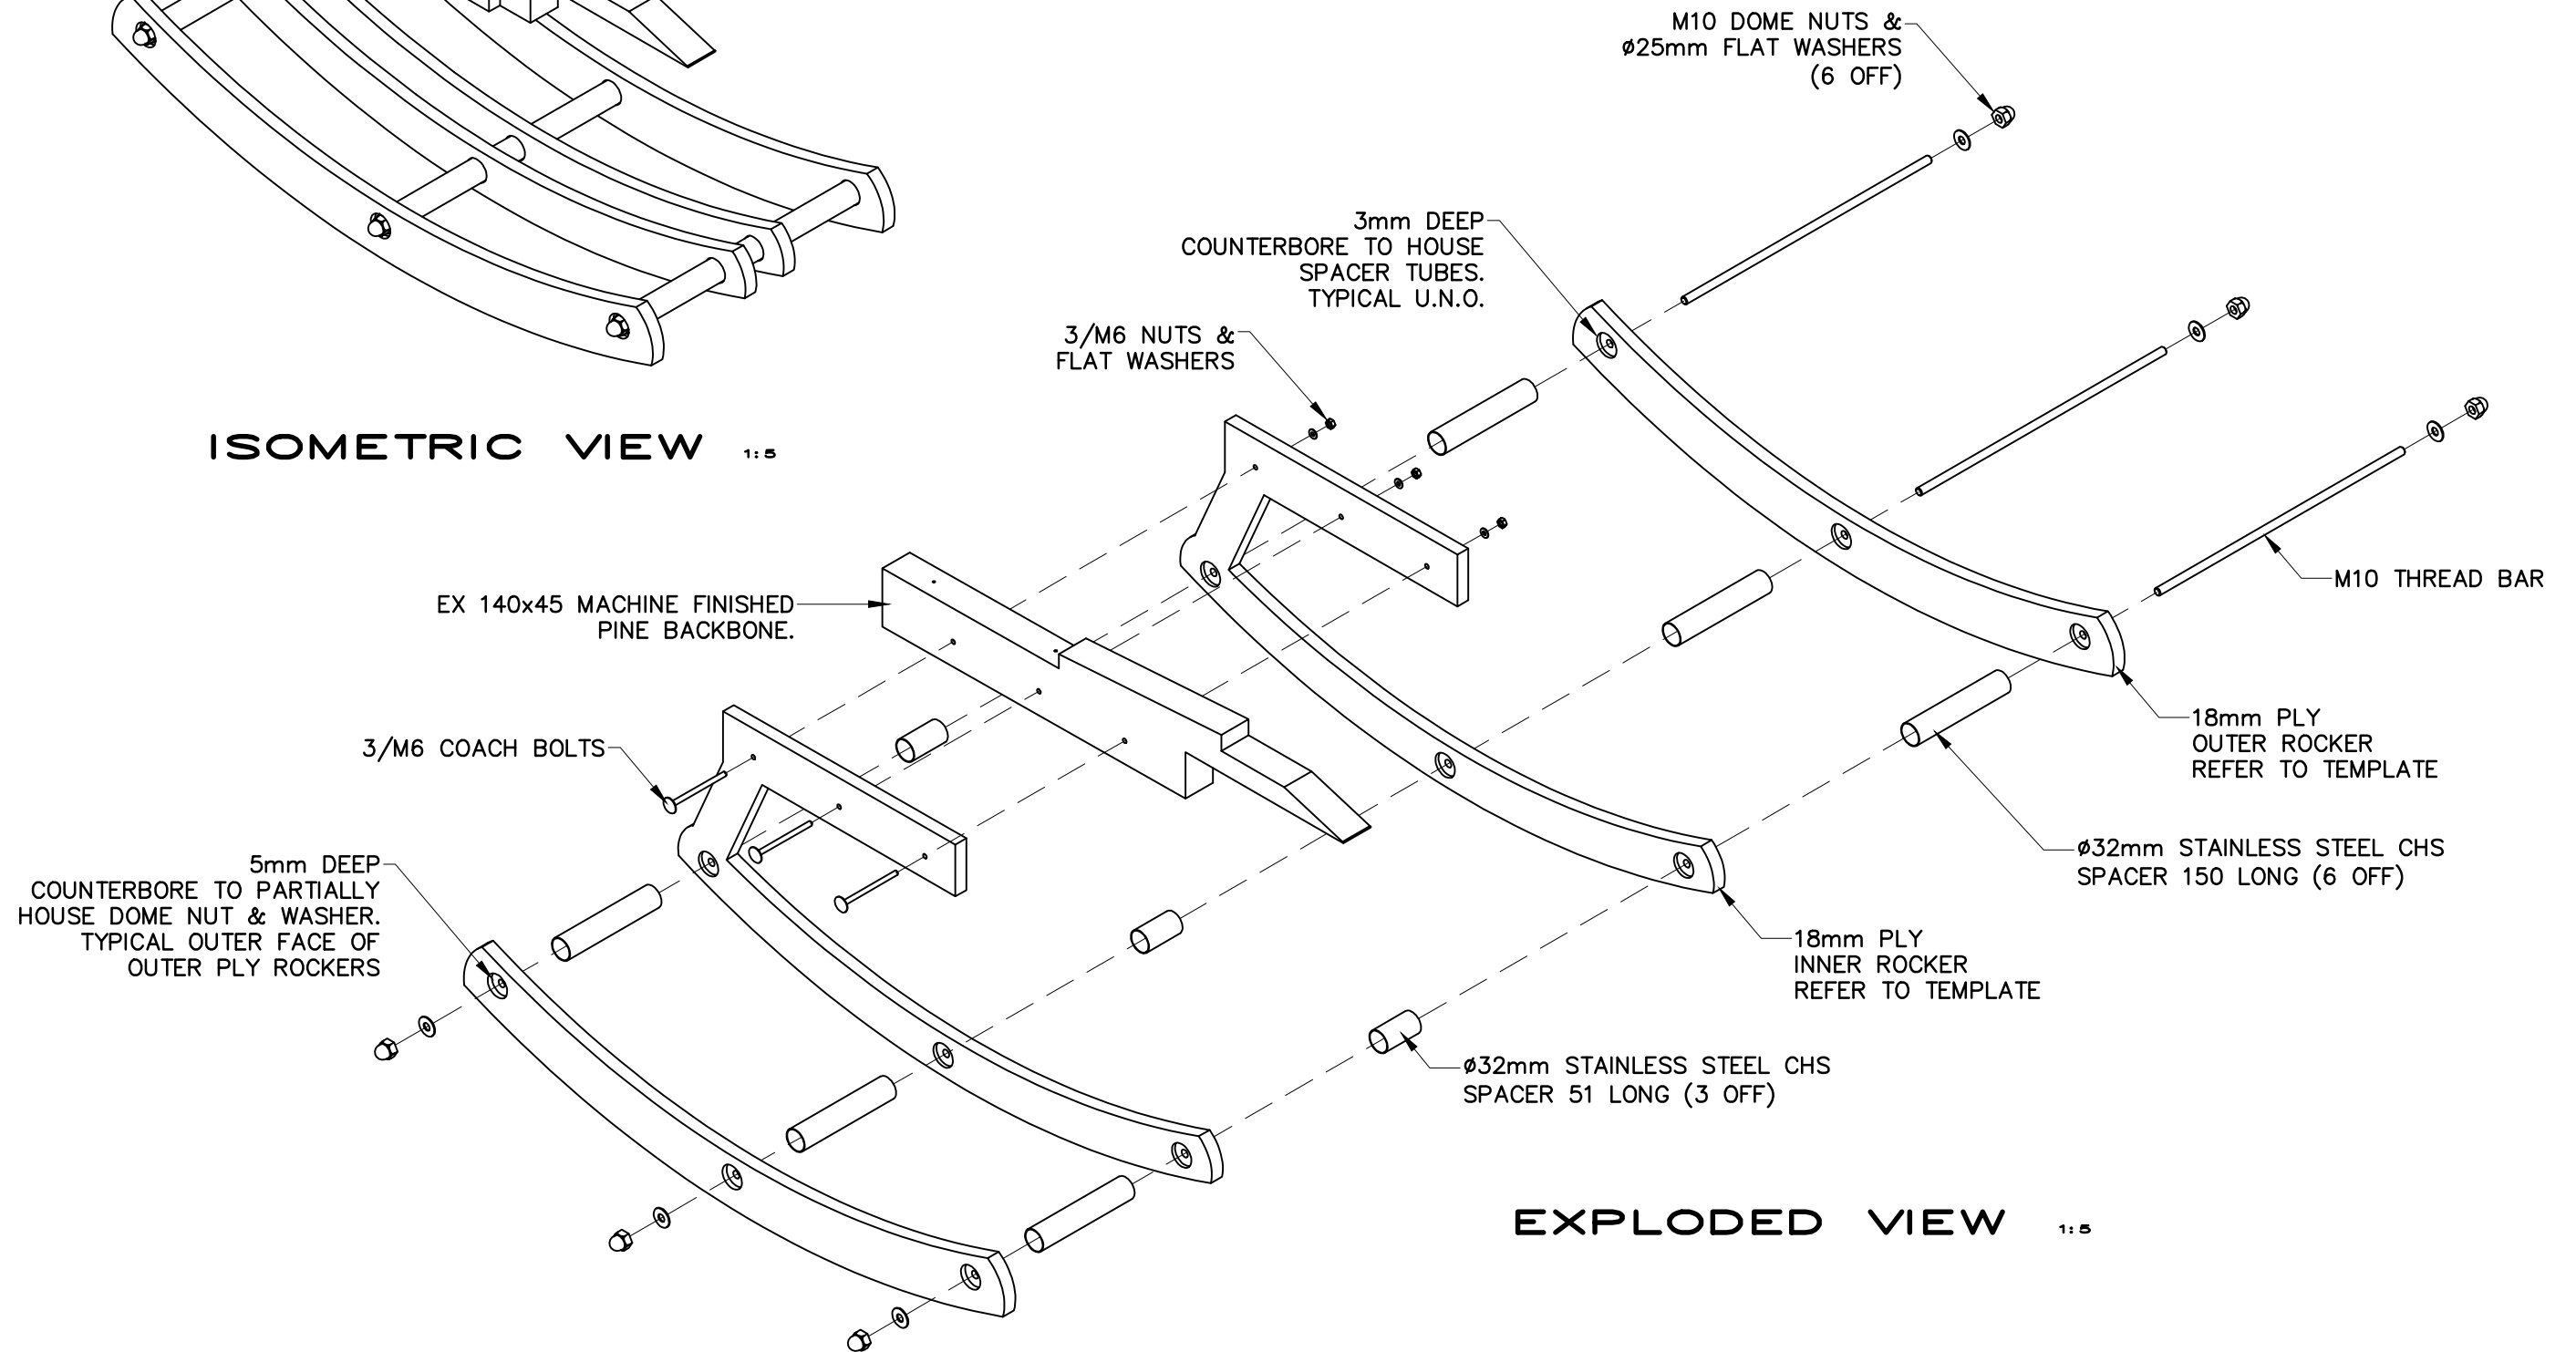 M10 DOME NUTS &
ø25mm FLAT WASHERS
(6 OFF)
3mm DEEP
COUNTERBORE TO HOUSE
SPACER TUBES.
TYPICAL U.N.O.
3/M6 NUTS &
FLAT WASHERS
ISOMETRIC VIEW 1:5
M10 THREAD BAR
EX 140x45 MACHINE FINISHED
PINE BACKBONE.
18mm PLY
OUTER ROCKER
REFER TO TEMPLATE
3/M6 COACH BOLTS
ø32mm STAINLESS STEEL CHS
SPACER 150 LONG (6 OFF)
5mm DEEP
COUNTERBORE TO PARTIALLY
HOUSE DOME NUT & WASHER.
TYPICAL OUTER FACE OF
OUTER PLY ROCKERS
18mm PLY
INNER ROCKER
REFER TO TEMPLATE
ø32mm STAINLESS STEEL CHS
SPACER 51 LONG (3 OFF)
EXPLODED VIEW 1:5